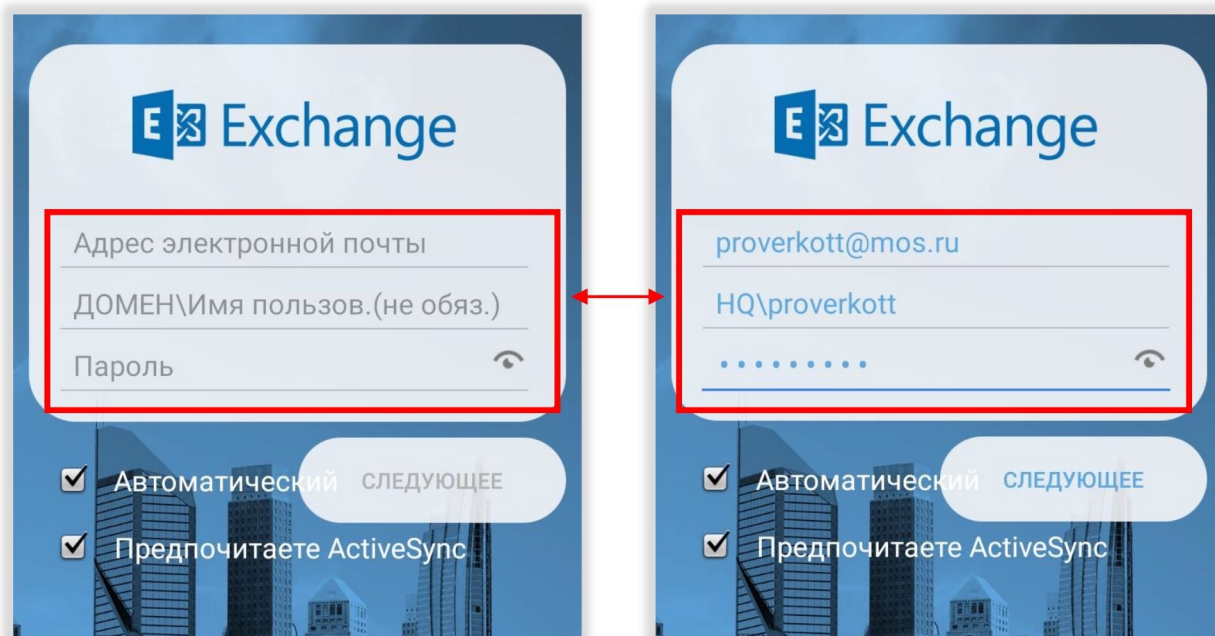 Exchange
Адрес электронной почты
ДОМЕН\Имя пользов.(не обяз.)
Пароль
Автоматический
СЛЕДУЮЩЕЕ
Предпочитаете ActiveSync
Exchange
proverkott@mos.ru
HQ\proverkott
•••••••••
Автоматический
СЛЕДУЮЩЕЕ
Предпочитаете ActiveSync